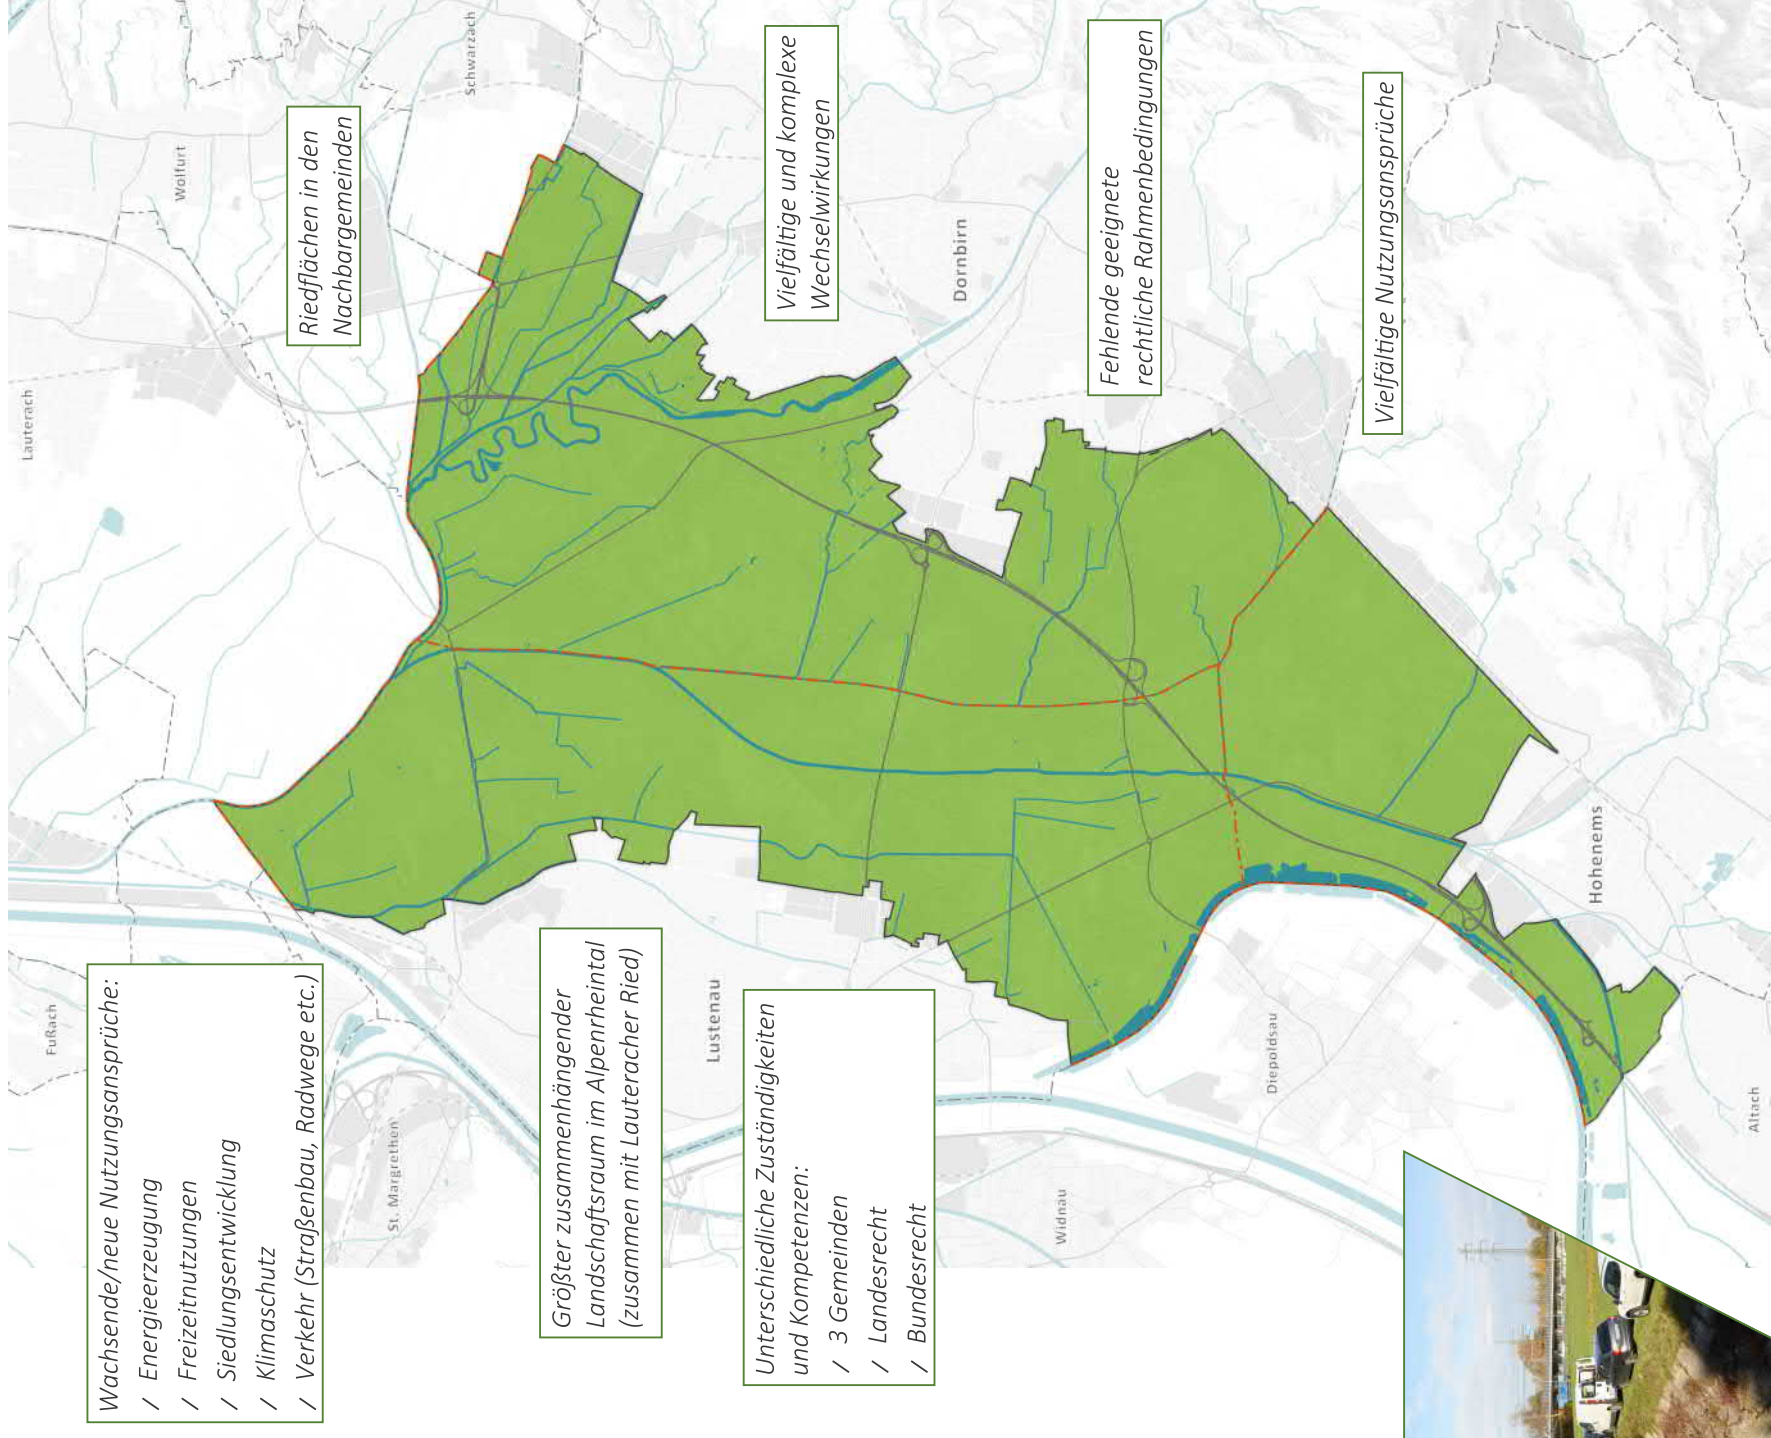 Wachsende/neue Nutzungsansprüche:
/ Energieerzeugung
/ Freizeitnutzungen
/ Siedlungsentwicklung
/ Klimaschutz
/ Verkehr (Straßenbau, Radwege etc.)
Größter zusammenhängender
Landschaftsraum im Alpenrheintal
(zusammen mit Lauteracher Ried)
Unterschiedliche Zuständigkeiten
und Kompetenzen:
/ 3 Gemeinden
/ Landesrecht
/ Bundesrecht
Riedflächen in den
Nachbargemeinden
Vielfältige und komplexe
Wechselwirkungen
Fehlende geeignete
rechtliche Rahmenbedingungen
Vielfältige Nutzungsansprüche
Fußach
Lauterach
Wolfurt
Schwarzach
St. Margrethen
Lustenau
Dornbirn
Widnau
Diepoldsau
Hohenems
Altach